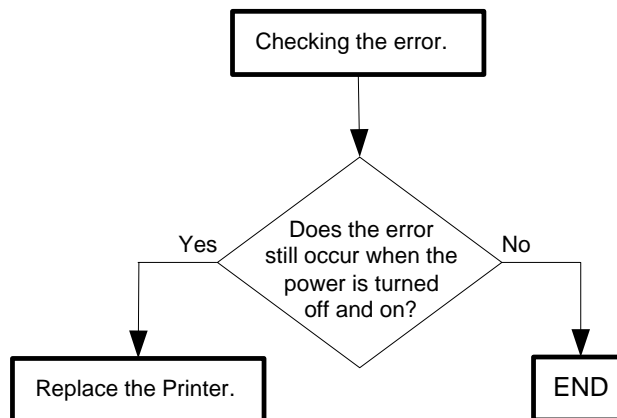 Checking the error.
Does the error
still occur when the
power is turned
off and on?
Yes
No
Replace the Printer.
END